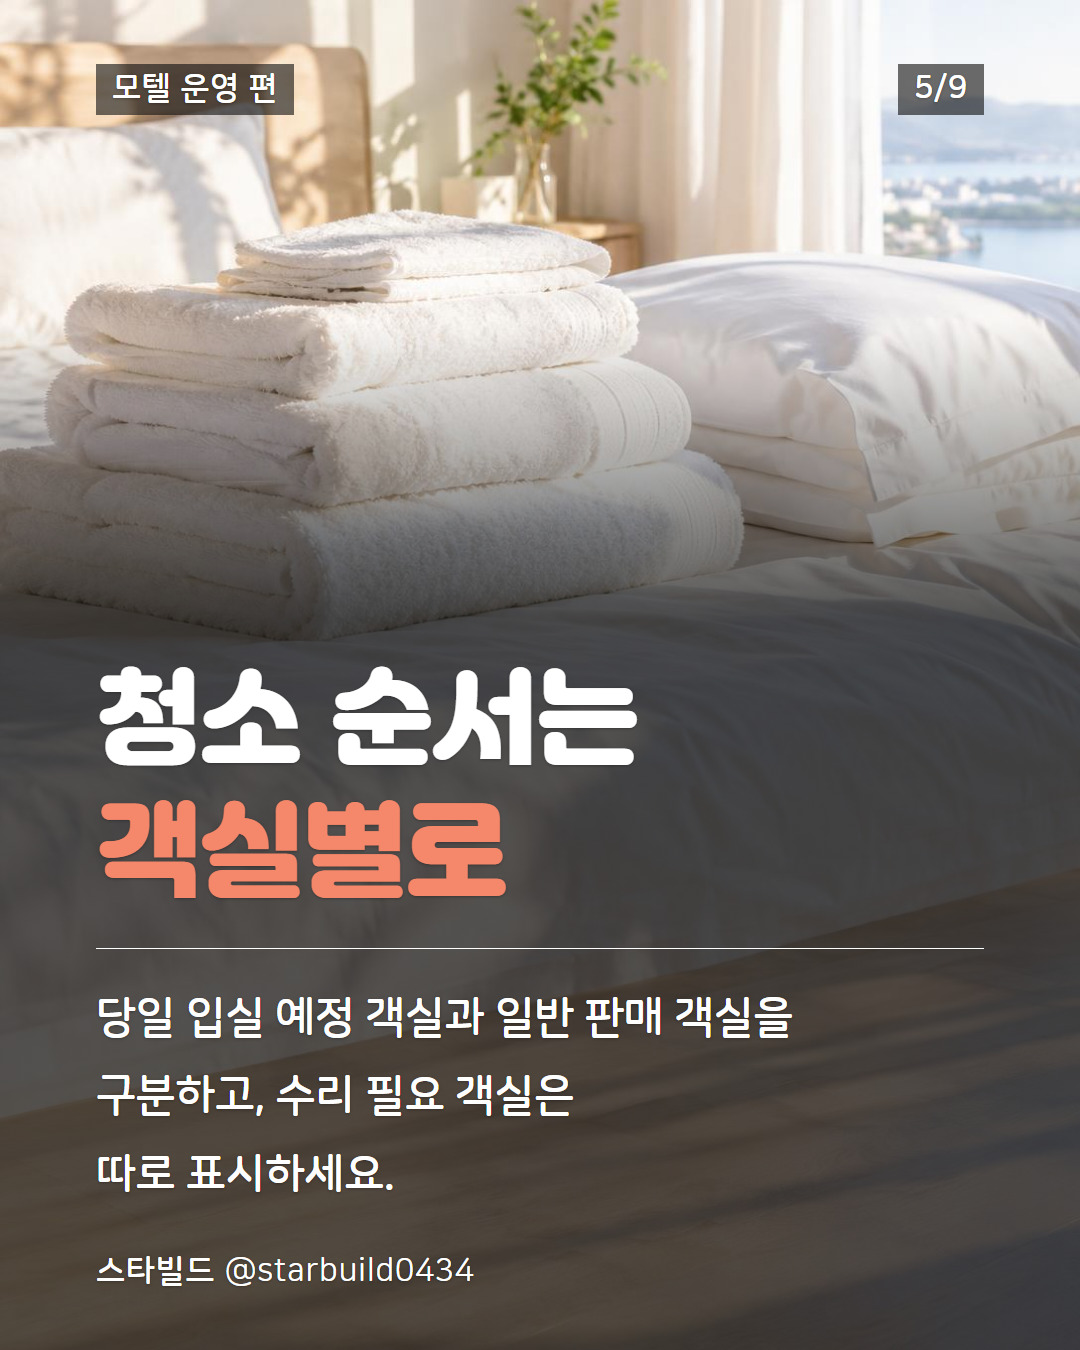 모텔 운영 편
5/9
청소 순서는
객실별로
당일 입실 예정 객실과 일반 판매 객실을
구분하고, 수리 필요 객실은
따로 표시하세요.
스타빌드 @starbuild0434